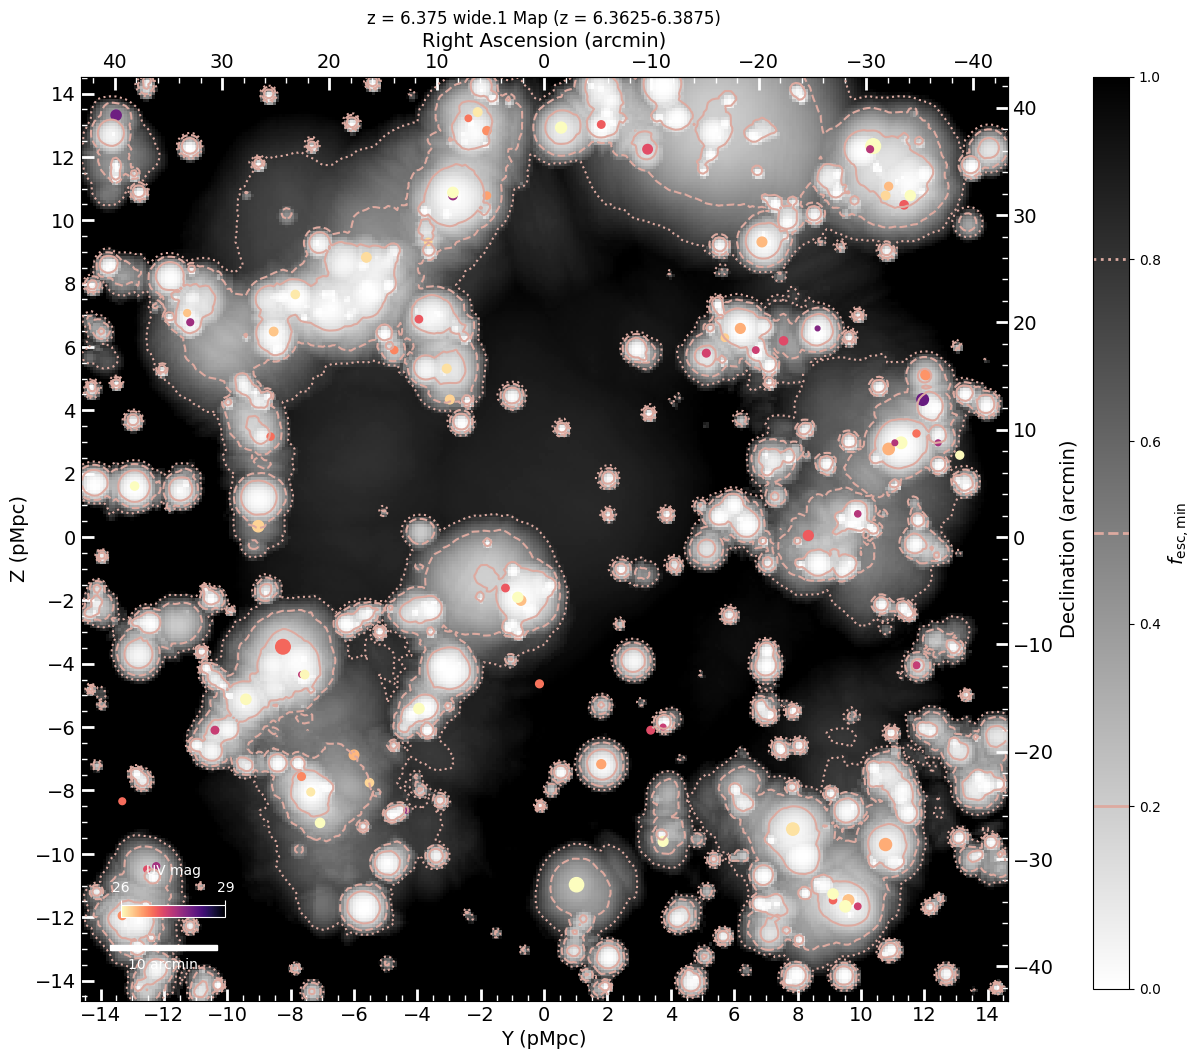 z = 6.375 wide.1 Map (z = 6.3625-6.3875)
Right Ascension (arcmin)
40 30 20 10 0 −10 −20 −30 −40
14 12 10 8 6 4 2 0 −2 −4 −6 −8 −10 −12 −14
Z (pMpc)
40 30 20 10 0 −10 −20 −30 −40
Declination (arcmin)
1.0 0.8 0.6 0.4 0.2 0.0
f_esc,min
UV mag
26 29
10 arcmin
−14 −12 −10 −8 −6 −4 −2 0 2 4 6 8 10 12 14
Y (pMpc)